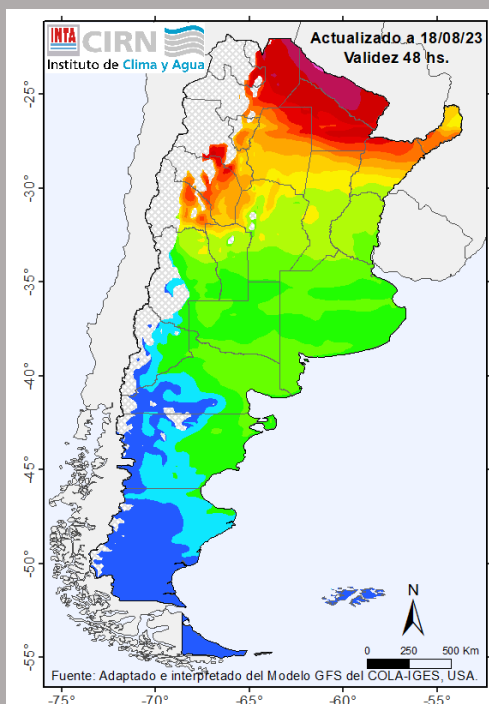 INTA CIRN
Instituto de Clima y Agua
Actualizado a 18/08/23
Validez 48 hs.
-25°
-30°
-35°
-40°
-45°
-50°
-55°
N
0 250 500 Km
Fuente: Adaptado e interpretado del Modelo GFS del COLA-IGES, USA.
-75° -70° -65° -60° -55°